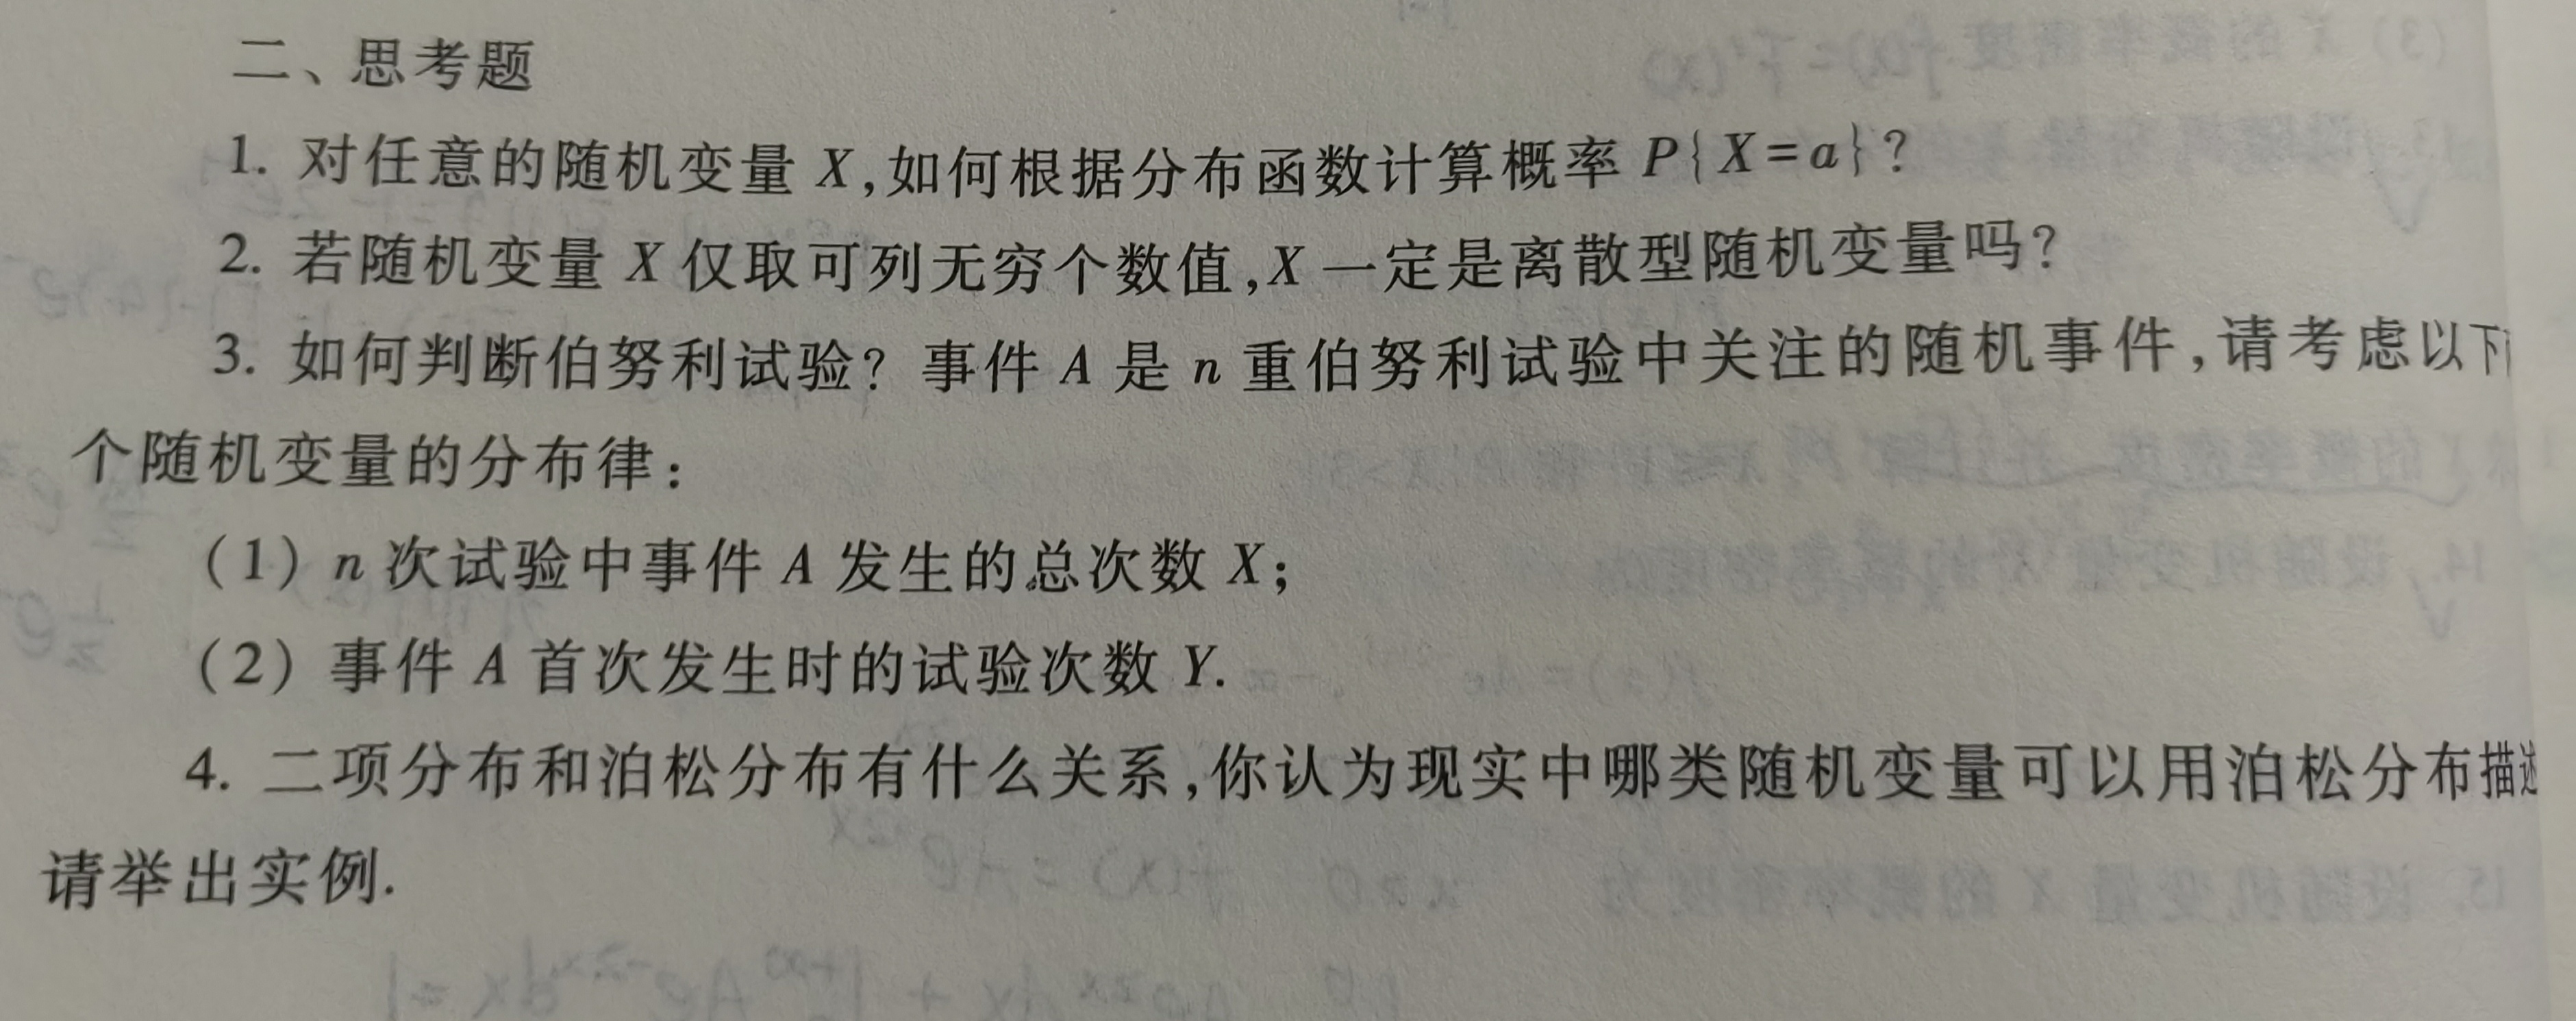 二、思考题
1. 对任意的随机变量 X,如何根据分布函数计算概率 P{X=a}?
2. 若随机变量 X 仅取可列无穷个数值,X 一定是离散型随机变量吗?
3. 如何判断伯努利试验? 事件 A 是 n 重伯努利试验中关注的随机事件,请考虑以下
个随机变量的分布律:
(1) n 次试验中事件 A 发生的总次数 X;
(2) 事件 A 首次发生时的试验次数 Y.
4. 二项分布和泊松分布有什么关系,你认为现实中哪类随机变量可以用泊松分布描述
请举出实例.